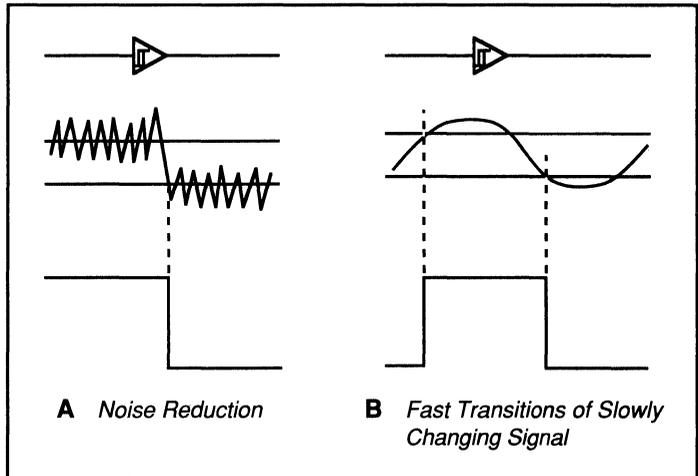 A Noise Reduction
B Fast Transitions of Slowly
Changing Signal